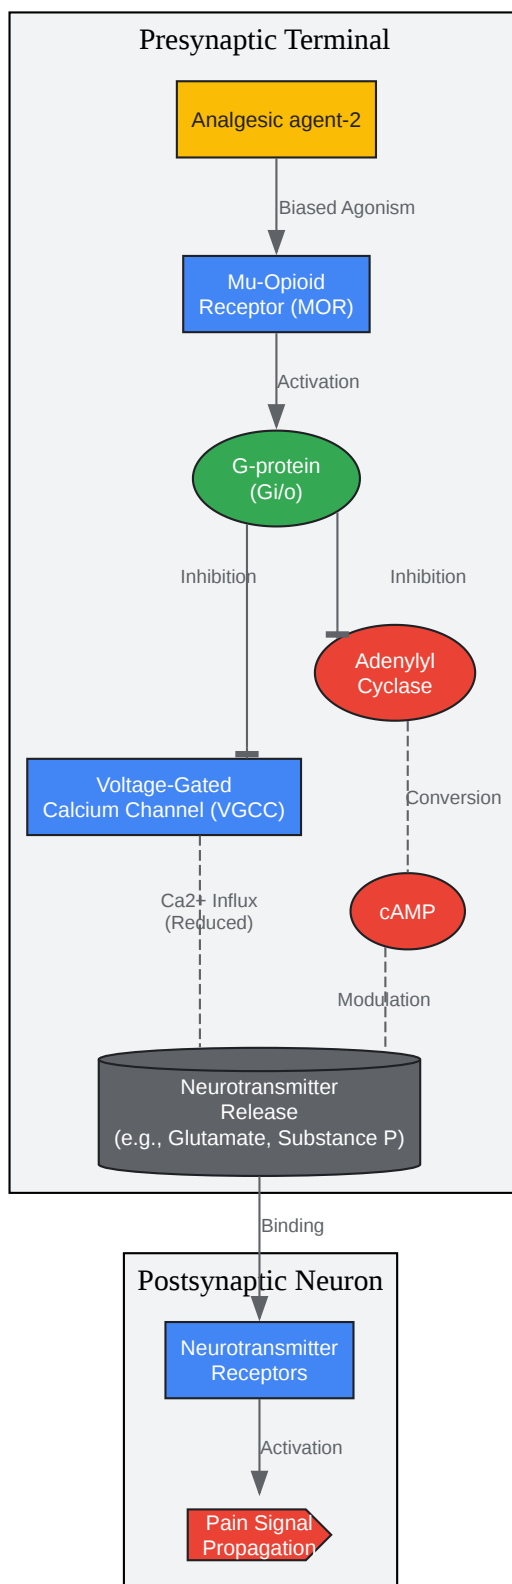 Presynaptic Terminal
Analgesic agent-2
Biased Agonism
Mu-Opioid
Receptor (MOR)
Activation
G-protein
(Gi/o)
Inhibition
Inhibition
Adenylyl
Cyclase
Voltage-Gated
Calcium Channel (VGCC)
Conversion
Ca2+ Influx
(Reduced)
cAMP
Modulation
Neurotransmitter
Release
(e.g., Glutamate, Substance P)
Binding
Postsynaptic Neuron
Neurotransmitter
Receptors
Activation
Pain Signal
Propagation